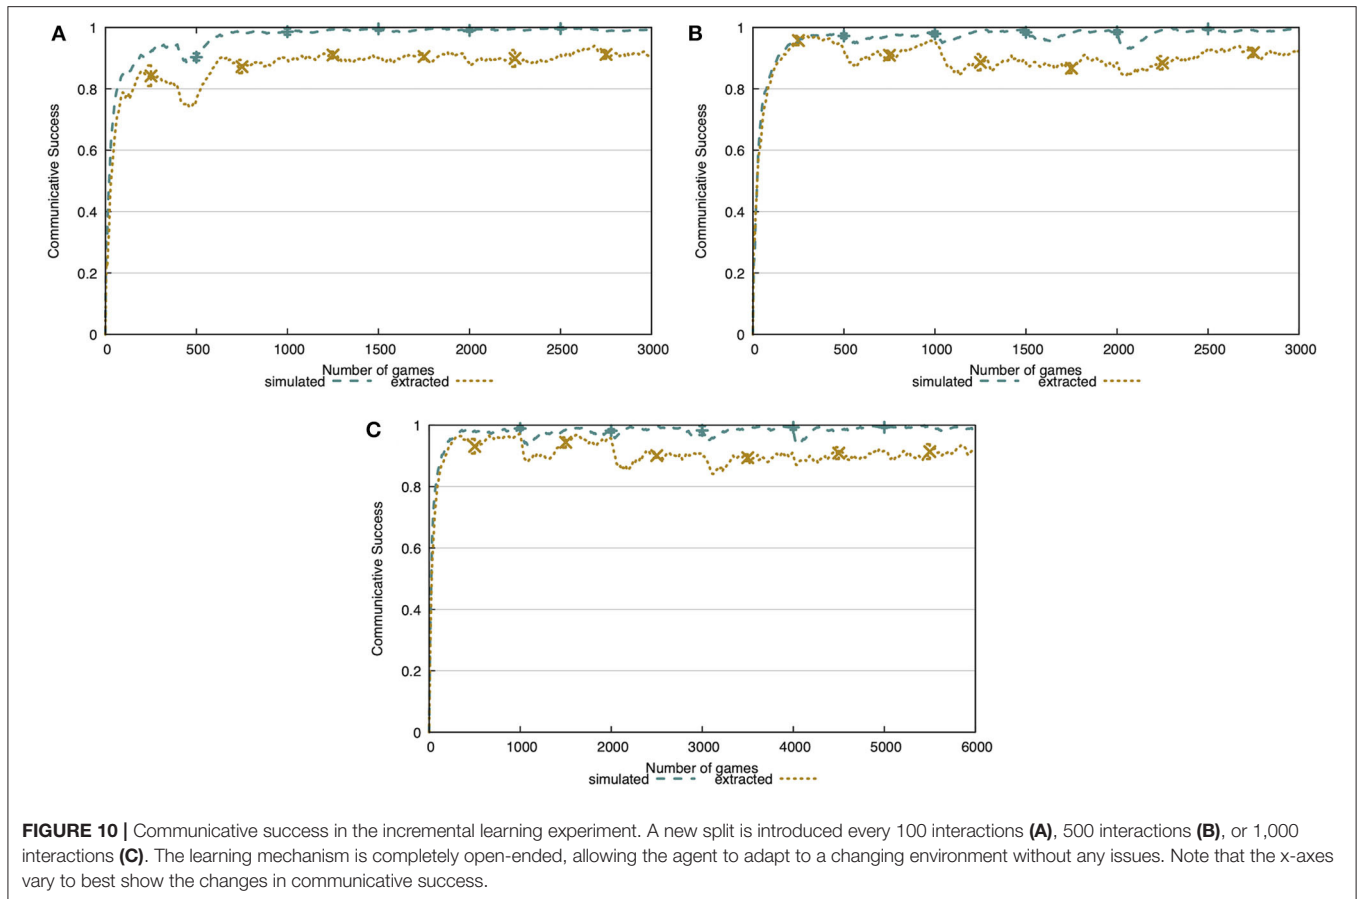 A
1
0.8
0.6
0.4
0.2
0
Communicative Success
0 500 1000 1500 2000 2500 3000
Number of games
simulated extracted
B
1
0.8
0.6
0.4
0.2
0
Communicative Success
0 500 1000 1500 2000 2500 3000
Number of games
simulated extracted
C
1
0.8
0.6
0.4
0.2
0
Communicative Success
0 1000 2000 3000 4000 5000 6000
Number of games
simulated extracted
FIGURE 10 | Communicative success in the incremental learning experiment. A new split is introduced every 100 interactions (A), 500 interactions (B), or 1,000
interactions (C). The learning mechanism is completely open-ended, allowing the agent to adapt to a changing environment without any issues. Note that the x-axes
vary to best show the changes in communicative success.